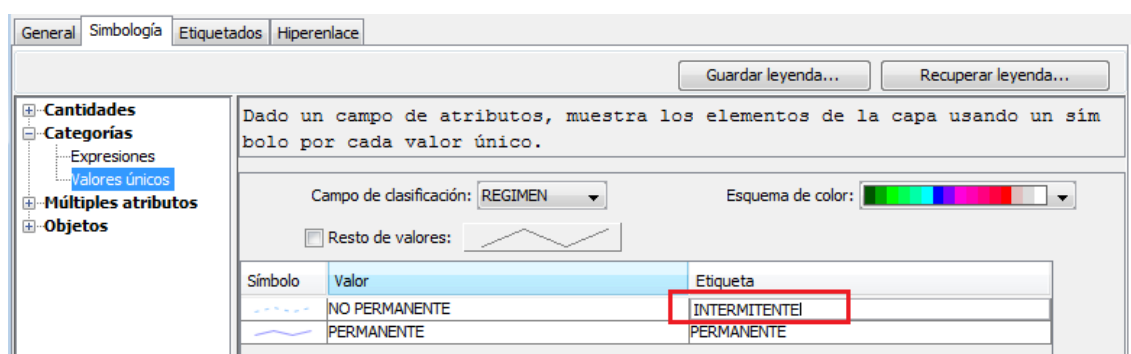 General Simbología Etiquetados Hiperenlace
Guardar leyenda... Recuperar leyenda...
Cantidades
Categorías
Expresiones
Valores únicos
Múltiples atributos
Objetos
Dado un campo de atributos, muestra los elementos de la capa usando un sím
bolo por cada valor único.
Campo de clasificación: REGIMEN Esquema de color:
Resto de valores:
Símbolo Valor Etiqueta
NO PERMANENTE INTERMITENTE
PERMANENTE PERMANENTE